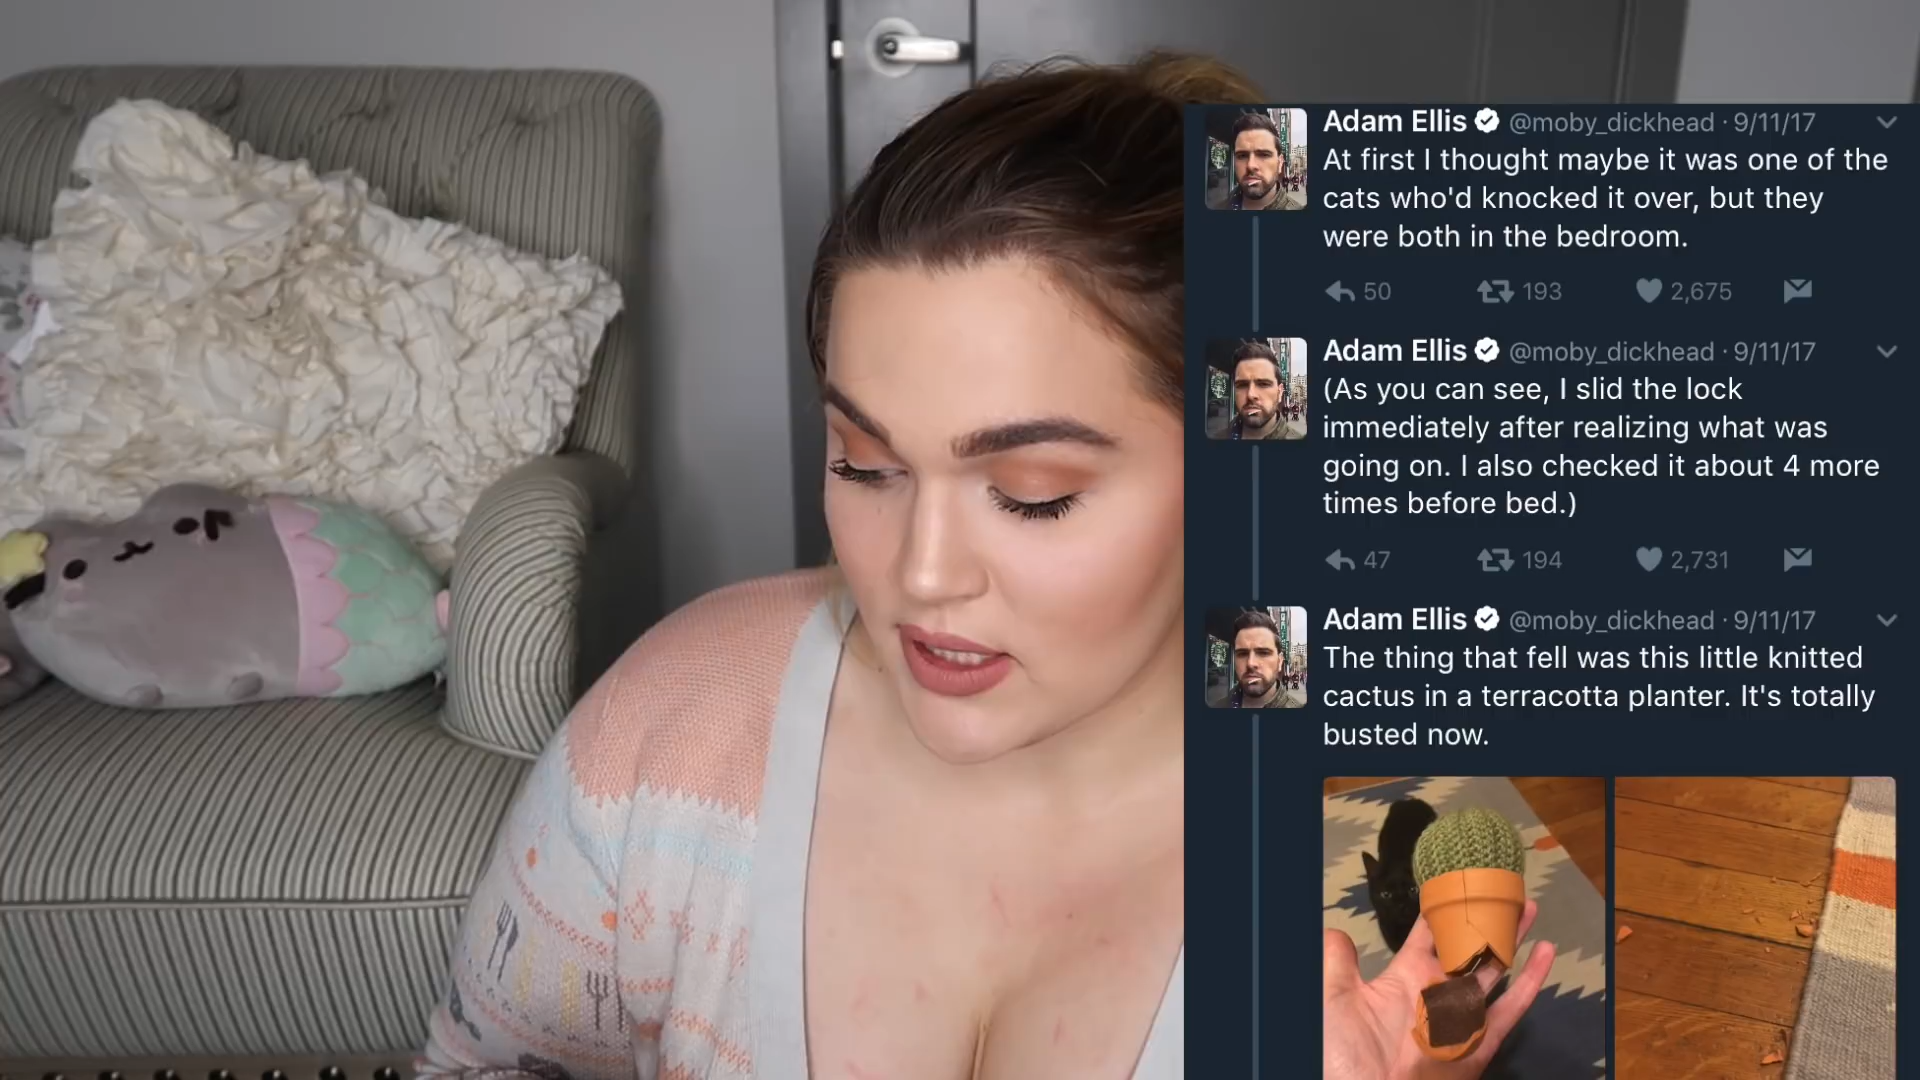 Adam Ellis @moby_dickhead · 9/11/17
At first I thought maybe it was one of the
cats who'd knocked it over, but they
were both in the bedroom.
50 193 2,675
Adam Ellis @moby_dickhead · 9/11/17
(As you can see, I slid the lock
immediately after realizing what was
going on. I also checked it about 4 more
times before bed.)
47 194 2,731
Adam Ellis @moby_dickhead · 9/11/17
The thing that fell was this little knitted
cactus in a terracotta planter. It's totally
busted now.